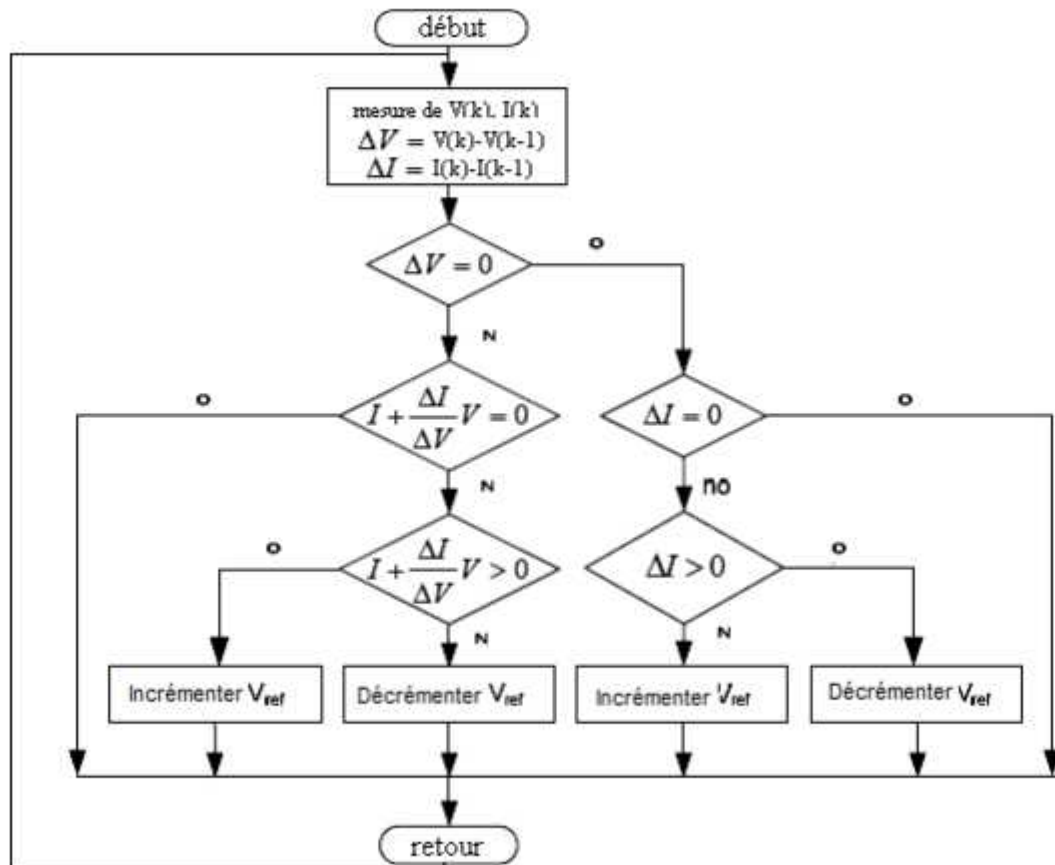 début
mesure de V(k), I(k)
ΔV = V(k)-V(k-1)
ΔI = I(k)-I(k-1)
ΔV = 0
O
N
O
I + ΔI/ΔV V = 0
ΔI = 0
O
N
no
O
I + ΔI/ΔV V > 0
ΔI > 0
O
N
N
Incrémenter Vref
Décrémenter Vref
Incrémenter Vref
Décrémenter Vref
retour